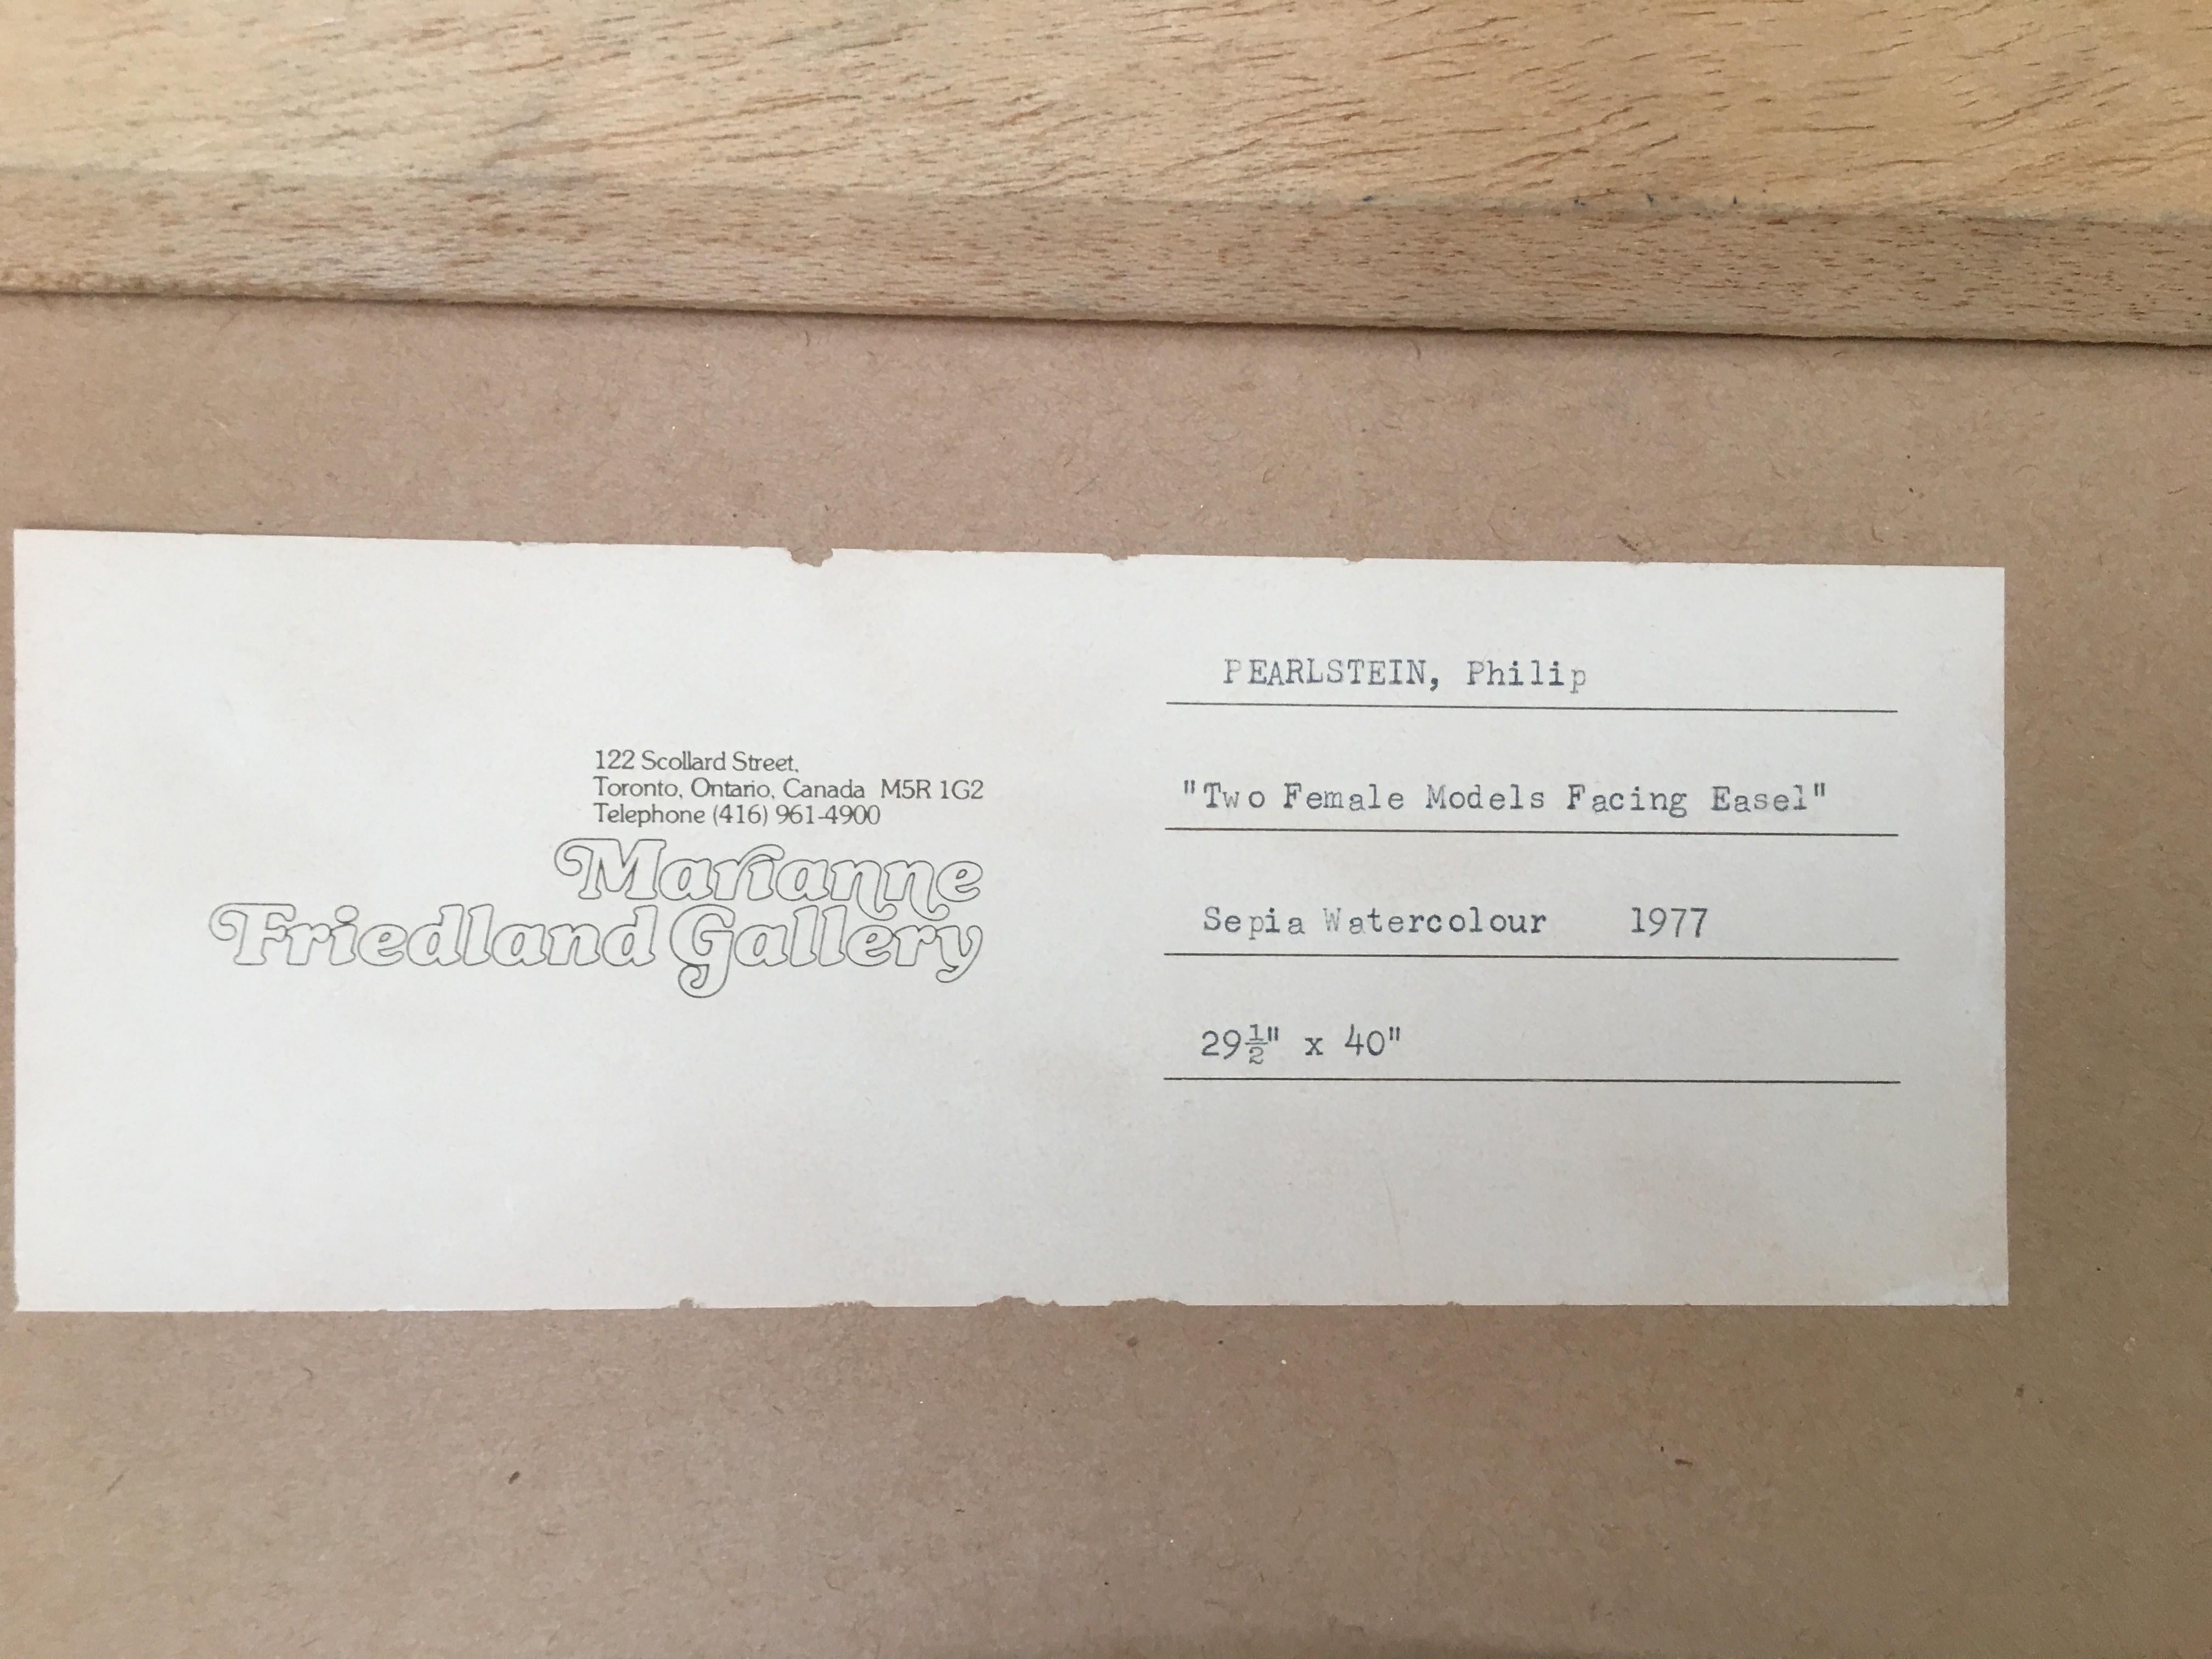 122 Scollard Street,
Toronto, Ontario, Canada M5R 1G2
Telephone (416) 961-4900
Marianne
Friedland Gallery
PEARLSTEIN, Philip
"Two Female Models Facing Easel"
Sepia Watercolour 1977
29½" x 40"